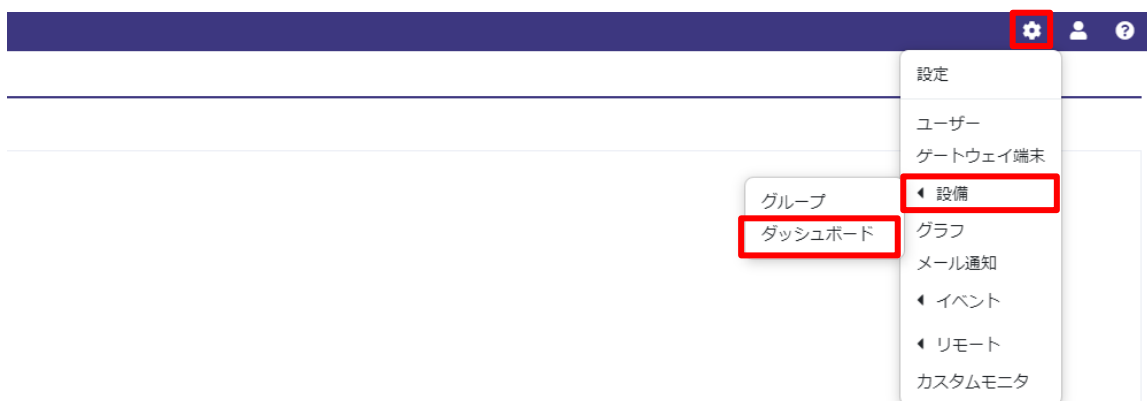 設定
ユーザー
ゲートウェイ端末
設備
グループ
ダッシュボード
グラフ
メール通知
イベント
リモート
カスタムモニタ